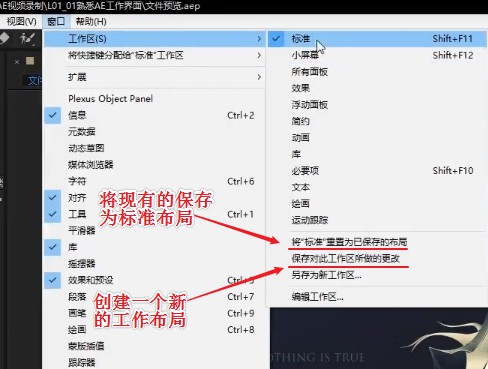 AE视频录制\L01_01熟悉AE工作界面\文件预览.aep
视图(V) 窗口 帮助(H)
工作区(S)
将快捷键分配给“标准”工作区
扩展
Plexus Object Panel
信息 Ctrl+2
元数据
动态草图
媒体浏览器
字符 Ctrl+6
对齐
工具 Ctrl+1
平滑器
库
摇摆器
效果和预设 Ctrl+5
段落 Ctrl+7
画笔 Ctrl+9
绘画 Ctrl+8
蒙版插值
跟踪器
标准 Shift+F11
小屏幕 Shift+F12
所有面板
效果
浮动面板
简约
动画
库
必要项 Shift+F10
文本
绘画
运动跟踪
将“标准”重置为已保存的布局
保存对此工作区所做的更改
另存为新工作区...
编辑工作区...
将现有的保存
为标准布局
创建一个新
的工作布局
NOTHING IS TRUE